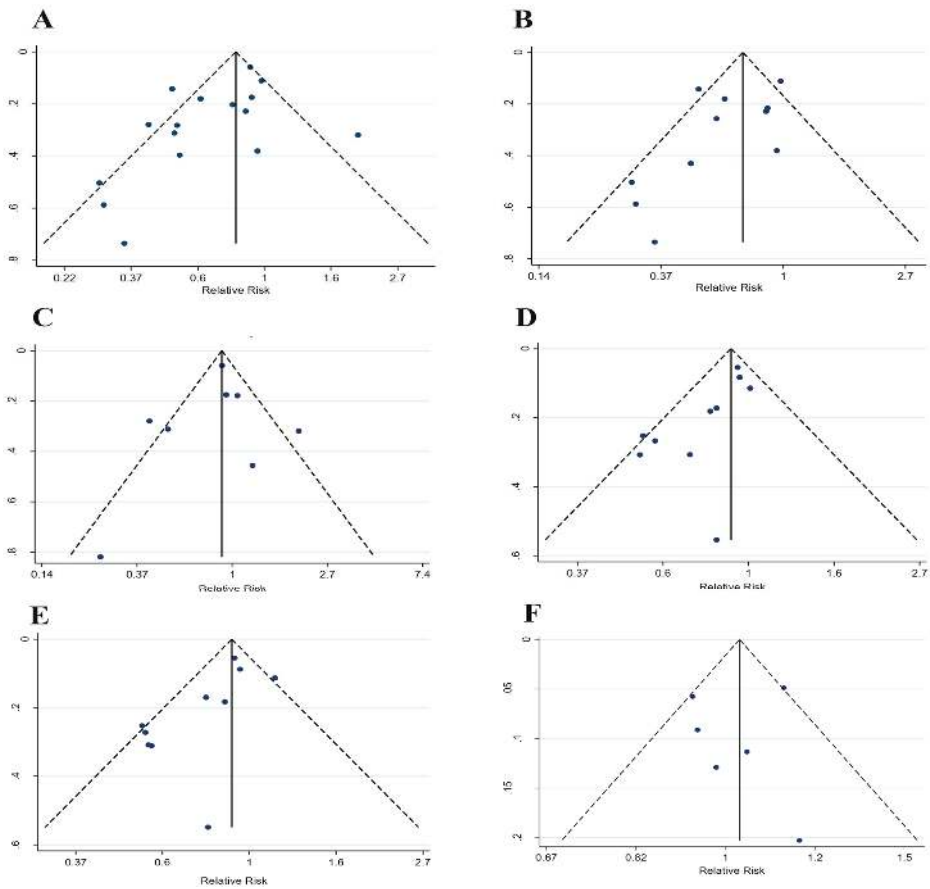 A
0
.2
.4
.6
.8
0.22 0.37 0.6 1 1.6 2.7
Relative Risk
B
0
.2
.4
.6
.8
0.14 0.37 1 2.7
Relative Risk
C
0
.2
.4
.6
.8
0.14 0.37 1 2.7 7.4
Relative Risk
D
0
.2
.4
.6
0.37 0.6 1 1.6 2.7
Relative Risk
E
0
.2
.4
.6
0.37 0.6 1 1.6 2.7
Relative Risk
F
0
.05
.1
.15
.2
0.67 0.82 1 1.2 1.5
Relative Risk